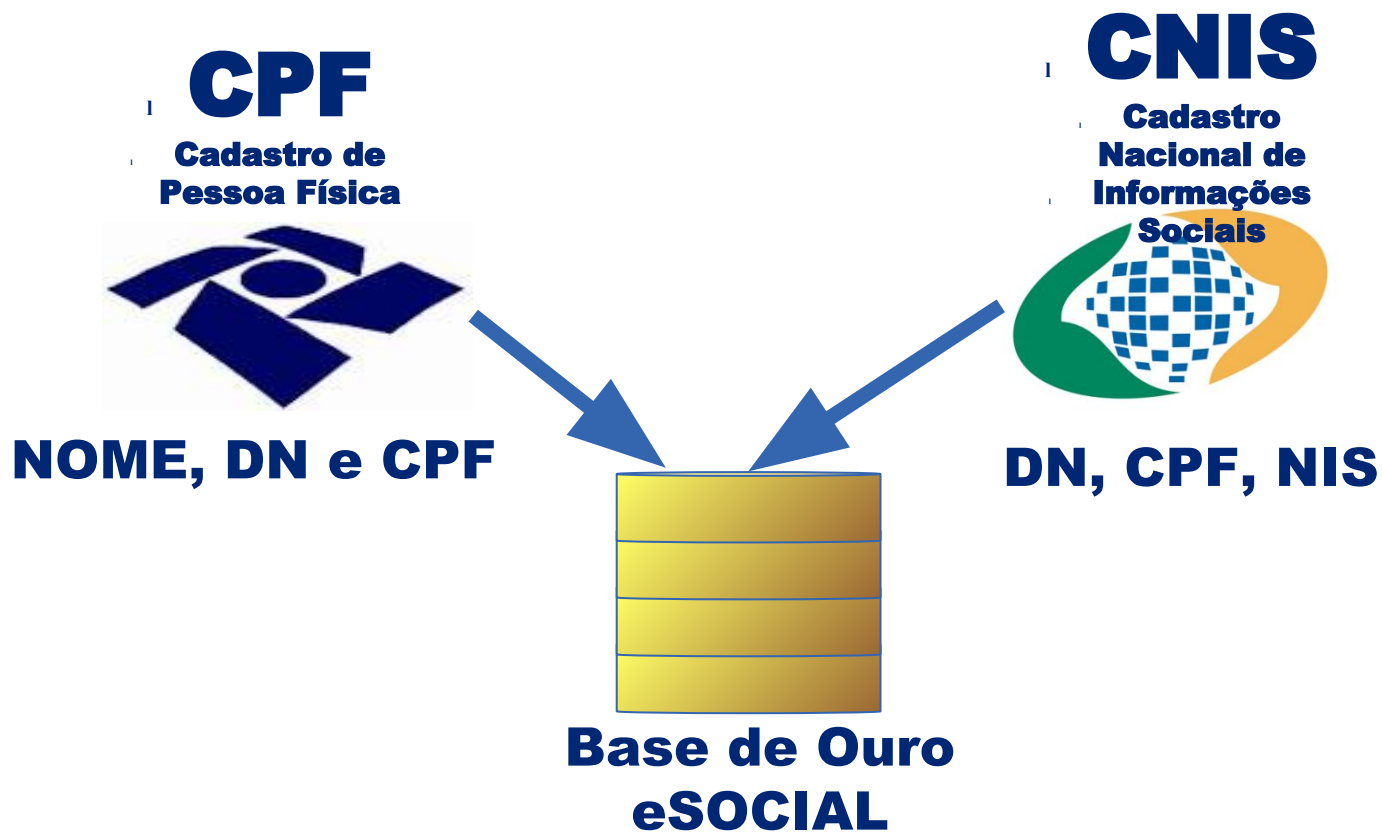 CPF
Cadastro de
Pessoa Física
NOME, DN e CPF
CNIS
Cadastro
Nacional de
Informações
Sociais
DN, CPF, NIS
Base de Ouro
eSOCIAL